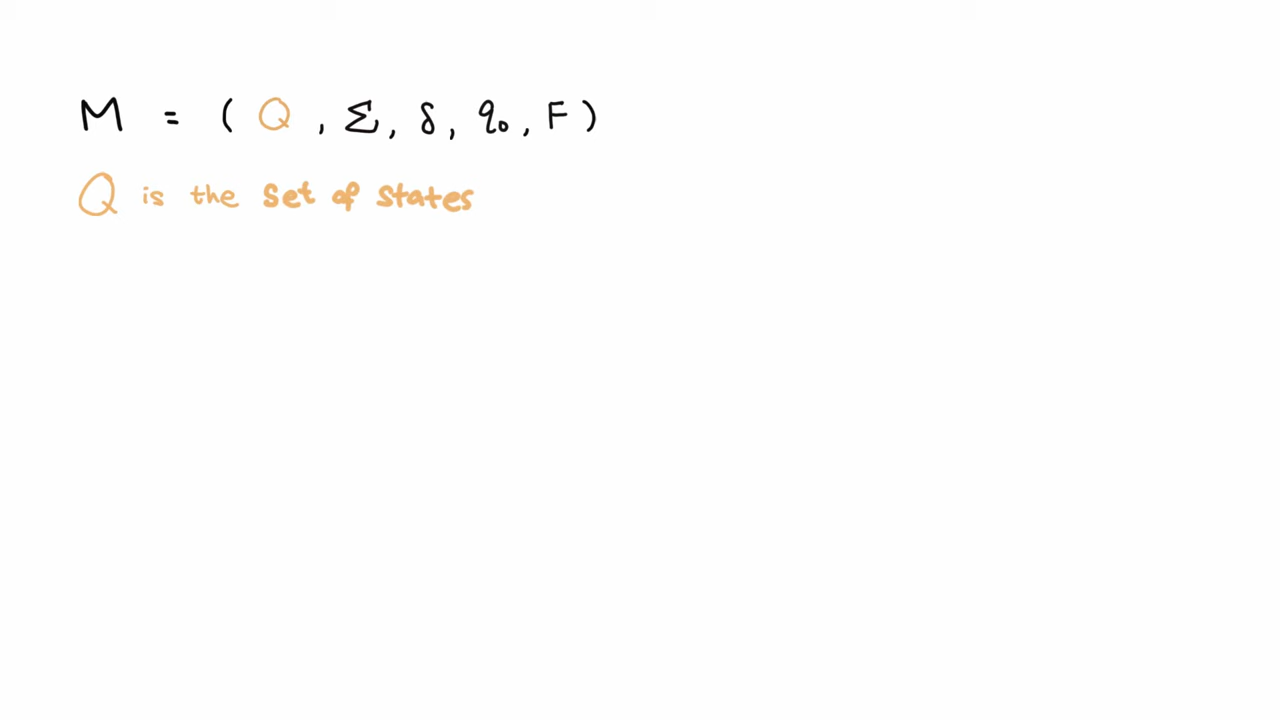 M = ( Q , Σ, δ, q₀, F )
Q is the set of states